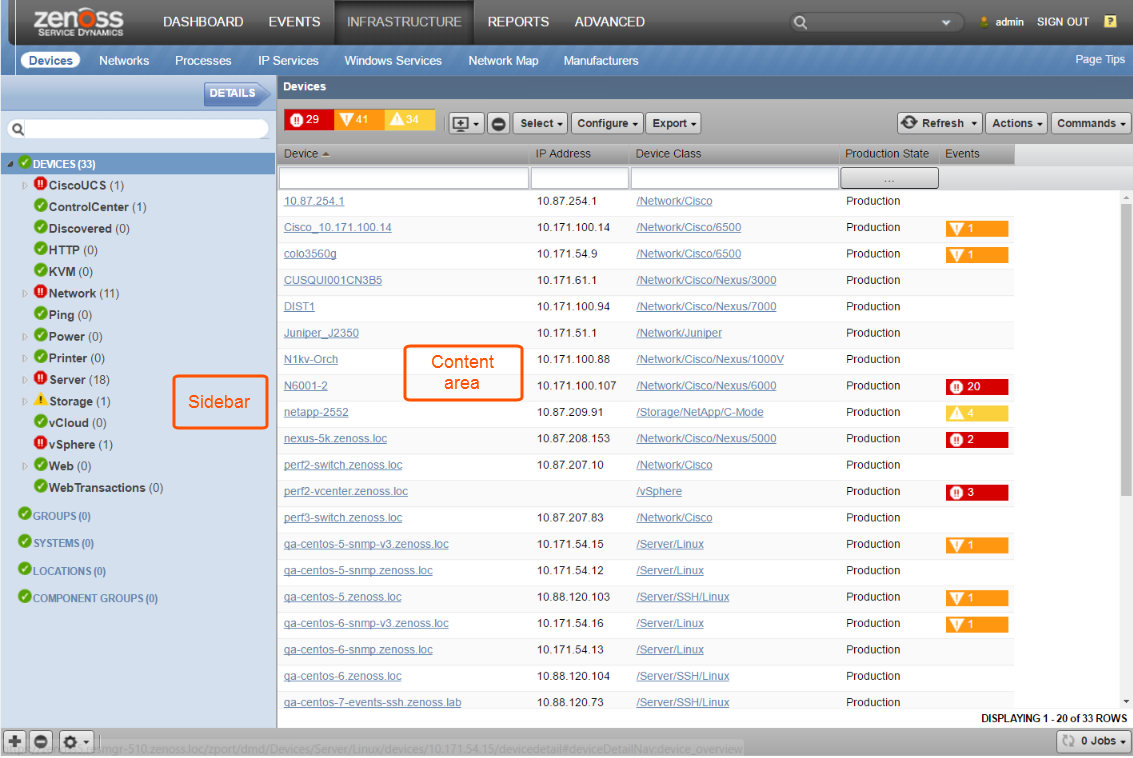 zenoss
SERVICE DYNAMICS
DASHBOARD EVENTS INFRASTRUCTURE REPORTS ADVANCED
admin SIGN OUT ?
Devices Networks Processes IP Services Windows Services Network Map Manufacturers Page Tips
DETAILS
Devices
29 41 34
Select Configure Export Refresh Actions Commands
DEVICES (33)
CiscoUCS (1)
ControlCenter (1)
Discovered (0)
HTTP (0)
KVM (0)
Network (11)
Ping (0)
Power (0)
Printer (0)
Server (18)
Storage (1)
vCloud (0)
vSphere (1)
Web (0)
WebTransactions (0)
GROUPS (0)
SYSTEMS (0)
LOCATIONS (0)
COMPONENT GROUPS (0)
Sidebar
Content
area
Device IP Address Device Class Production State Events
...
10.87.254.1 10.87.254.1 /Network/Cisco Production
Cisco_10.171.100.14 10.171.100.14 /Network/Cisco/6500 Production 1
colo3560g 10.171.54.9 /Network/Cisco/6500 Production 1
CUSQUI001CN3B5 10.171.61.1 /Network/Cisco/Nexus/3000 Production
DIST1 10.171.100.94 /Network/Cisco/Nexus/7000 Production
Juniper_J2350 10.171.51.1 /Network/Juniper Production
N1kv-Orch 10.171.100.88 /Network/Cisco/Nexus/1000V Production
N6001-2 10.171.100.107 /Network/Cisco/Nexus/6000 Production 20
netapp-2552 10.87.209.91 /Storage/NetApp/C-Mode Production 4
nexus-5k.zenoss.loc 10.87.208.153 /Network/Cisco/Nexus/5000 Production 2
perf2-switch.zenoss.loc 10.87.207.10 /Network/Cisco Production
perf2-vcenter.zenoss.loc /vSphere Production 3
perf3-switch.zenoss.loc 10.87.207.83 /Network/Cisco Production
qa-centos-5-snmp-v3.zenoss.loc 10.171.54.15 /Server/Linux Production 1
qa-centos-5-snmp.zenoss.loc 10.171.54.12 /Server/Linux Production
qa-centos-5.zenoss.loc 10.88.120.103 /Server/SSH/Linux Production 1
qa-centos-6-snmp-v3.zenoss.loc 10.171.54.16 /Server/Linux Production 1
qa-centos-6-snmp.zenoss.loc 10.171.54.13 /Server/Linux Production
qa-centos-6.zenoss.loc 10.88.120.104 /Server/SSH/Linux Production
qa-centos-7-events-ssh.zenoss.lab 10.88.120.73 /Server/SSH/Linux Production
DISPLAYING 1 - 20 of 33 ROWS
mgr-510.zenoss.loc/zport/dmd/Devices/Server/Linux/devices/10.171.54.15/devicedetail#deviceDetailNav:device_overview
0 Jobs